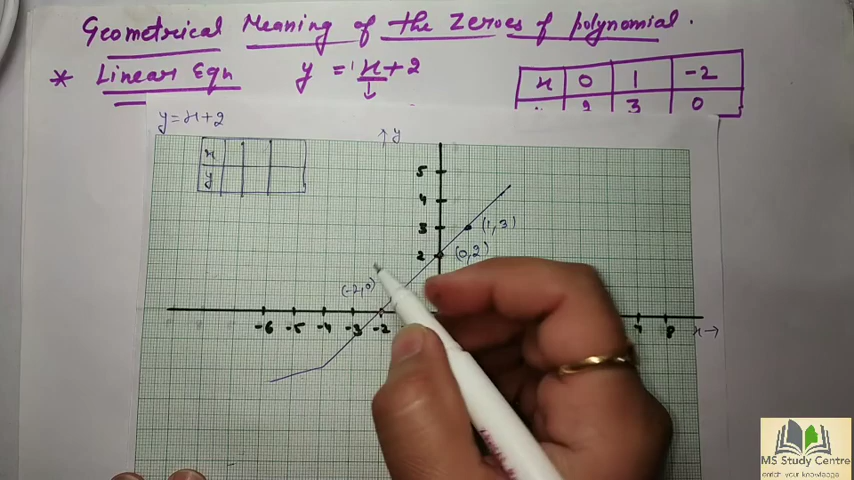 Geometrical Meaning of the Zeroes of polynomial.
* Linear Eqn y = 1x + 2
x 0 1 -2
2 3 0
y = x + 2
x
y
↑ y
5
4
3 (1, 3)
2 (0, 2)
(-2, 0)
-6 -5 -4 -3 -2 7 8 x →
MS Study Centre
enrich your knowledge